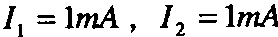 I₁ = 1mA , I₂ = 1mA